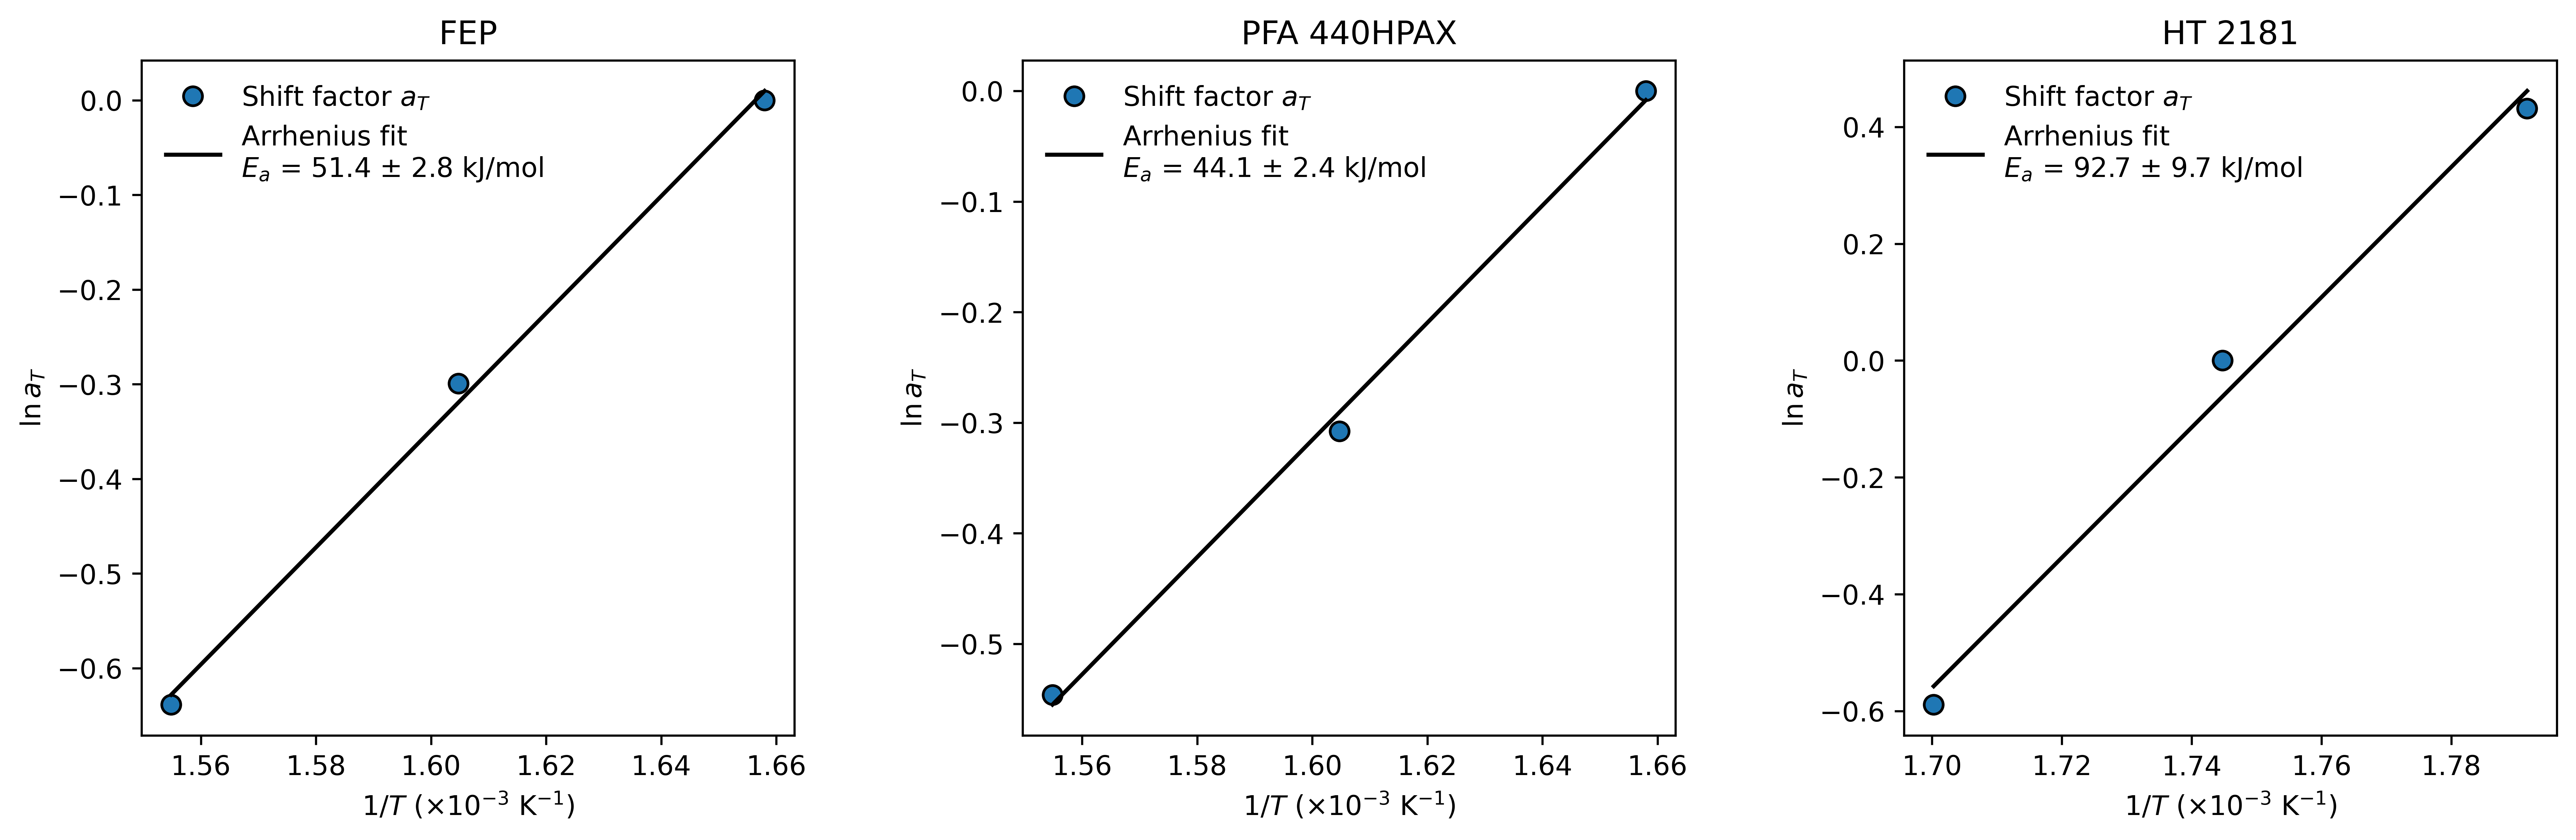 FEP
Shift factor a_T
Arrhenius fit
E_a = 51.4 ± 2.8 kJ/mol
0.0
−0.1
−0.2
−0.3
−0.4
−0.5
−0.6
ln a_T
1.56 1.58 1.60 1.62 1.64 1.66
1/T (×10⁻³ K⁻¹)
PFA 440HPAX
Shift factor a_T
Arrhenius fit
E_a = 44.1 ± 2.4 kJ/mol
0.0
−0.1
−0.2
−0.3
−0.4
−0.5
ln a_T
1.56 1.58 1.60 1.62 1.64 1.66
1/T (×10⁻³ K⁻¹)
HT 2181
Shift factor a_T
Arrhenius fit
E_a = 92.7 ± 9.7 kJ/mol
0.4
0.2
0.0
−0.2
−0.4
−0.6
ln a_T
1.70 1.72 1.74 1.76 1.78
1/T (×10⁻³ K⁻¹)